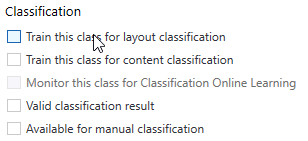 Classification
Train this class for layout classification
Train this class for content classification
Monitor this class for Classification Online Learning
Valid classification result
Available for manual classification